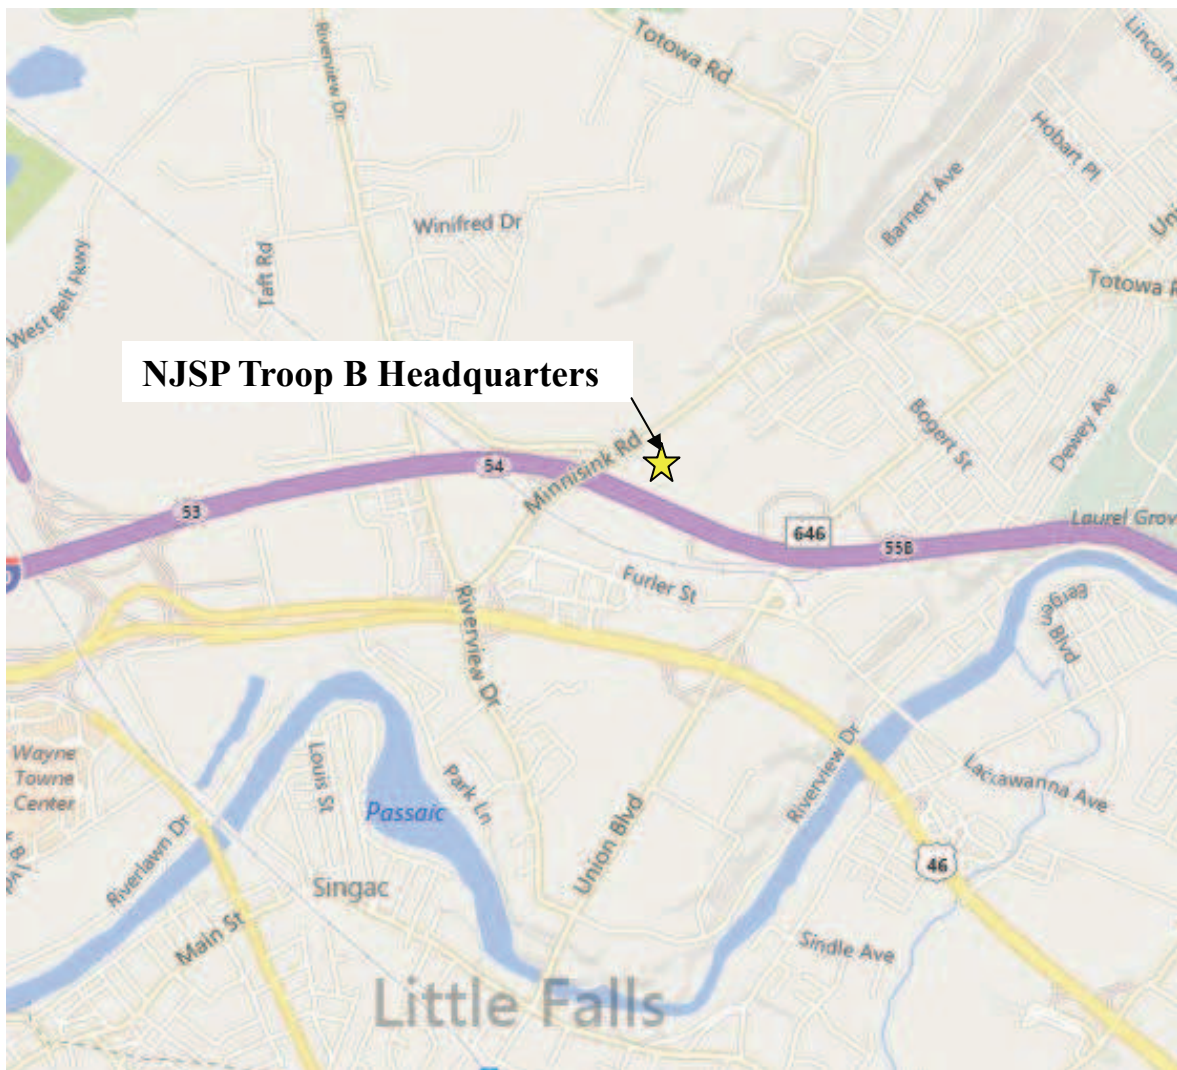 Riverview Dr
Totowa Rd
Lincoln
Hobart Pl
Barnert Ave
Winifred Dr
Taft Rd
West Belt Hwy
Totowa R
NJSP Troop B Headquarters
Minnisink Rd
Bogert St
Dewey Ave
54
53
646
55B
Laurel Grov
Furler St
Bergen
Blvd
Riverview Dr
Wayne
Towne
Center
Louis St
Park Ln
Passaic
Riverview Dr
Lackawanna Ave
Riverlawn Dr
Union Blvd
46
Singac
Main St
Sindle Ave
Little Falls